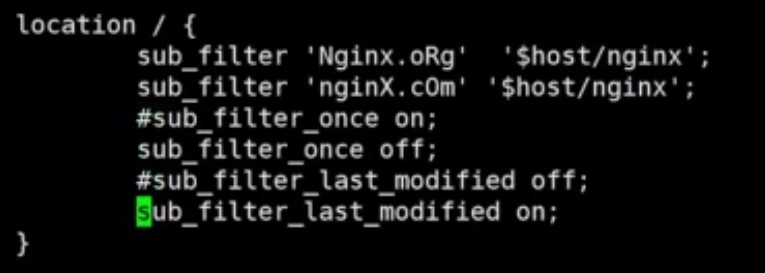 location / {
sub_filter 'Nginx.oRg'  '$host/nginx';
sub_filter 'nginX.cOm' '$host/nginx';
#sub_filter_once on;
sub_filter_once off;
#sub_filter_last_modified off;
sub_filter_last_modified on;
}